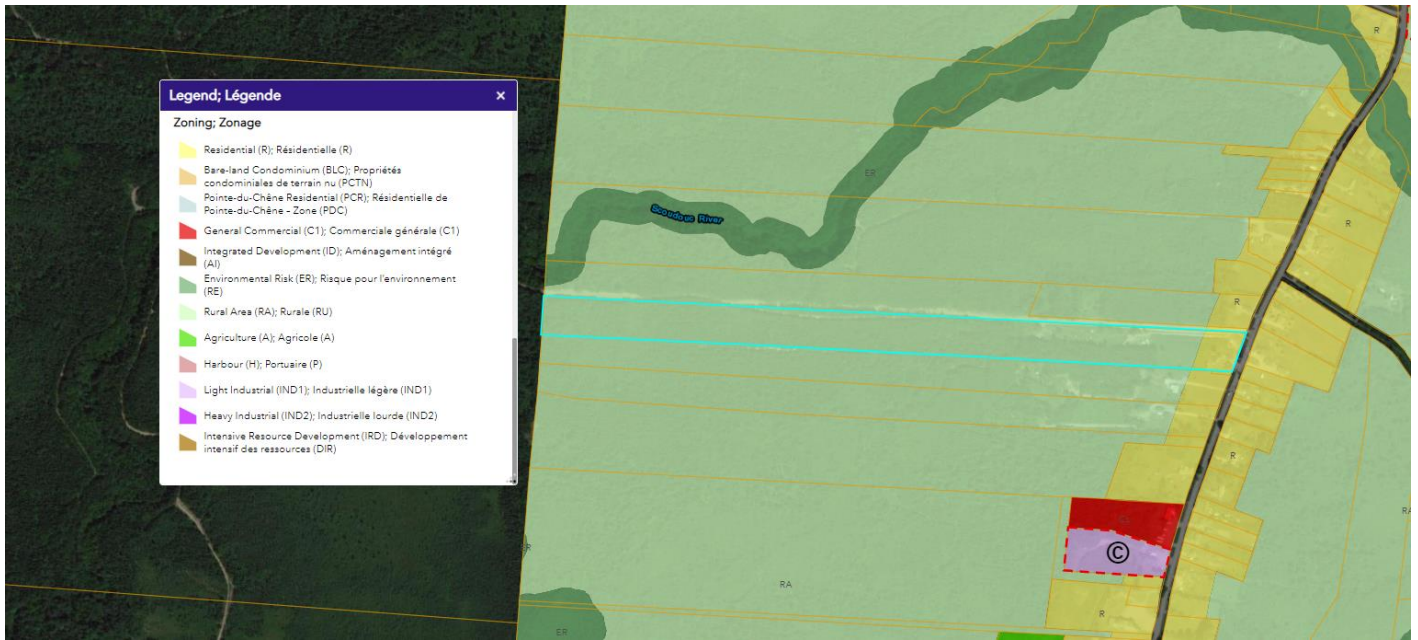 Legend; Légende
×
Zoning; Zonage
Residential (R); Résidentielle (R)
Bare-land Condominium (BLC); Propriétés
condominiales de terrain nu (PCTN)
Pointe-du-Chêne Residential (PCR); Résidentielle de
Pointe-du-Chêne - Zone (PDC)
General Commercial (C1); Commerciale générale (C1)
Integrated Development (ID); Aménagement intégré
(AI)
Environmental Risk (ER); Risque pour l'environnement
(RE)
Rural Area (RA); Rurale (RU)
Agriculture (A); Agricole (A)
Harbour (H); Portuaire (P)
Light Industrial (IND1); Industrielle légère (IND1)
Heavy Industrial (IND2); Industrielle lourde (IND2)
Intensive Resource Development (IRD); Développement
intensif des ressources (DIR)
R
ER
Scoudouc River
R
R
R
C1
©
RA
RA
R
ER